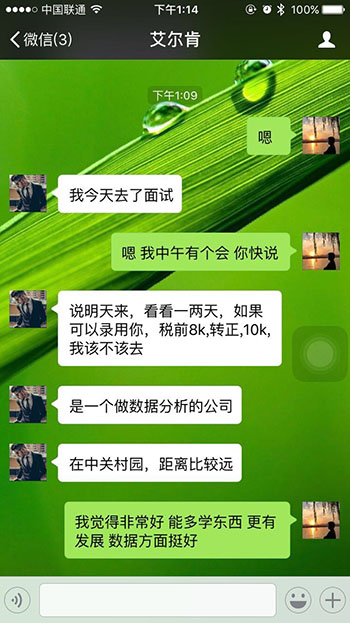 中国联通 下午1:14 100%
微信(3) 艾尔肯
下午1:09
嗯
我今天去了面试
嗯 我中午有个会 你快说
说明天来，看看一两天，如果
可以录用你，税前8k,转正,10k,
我该不该去
是一个做数据分析的公司
在中关村园，距离比较远
我觉得非常好 能多学东西 更有
发展 数据方面挺好